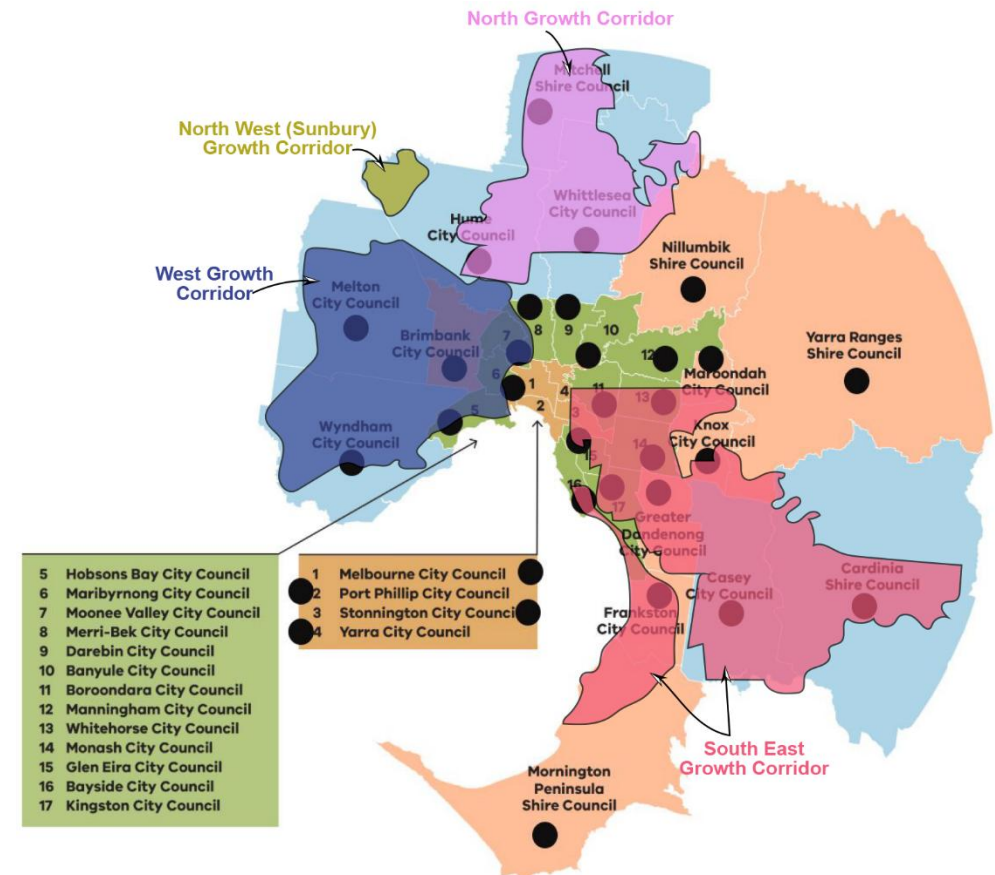 North Growth Corridor
Mitchell
Shire Council
North West (Sunbury)
Growth Corridor
Whittlesea
City Council
Hume
City Council
Nillumbik
Shire Council
West Growth
Corridor
Melton
City Council
Brimbank
City Council
Yarra Ranges
Shire Council
Maroondah
City Council
Knox
City Council
Wyndham
City Council
7
8
9
10
12
6
1
4
11
13
5
2
3
14
15
16
17
Greater
Dandenong
City Council
Casey
City Council
Cardinia
Shire Council
Frankston
City Council
5 Hobsons Bay City Council
6 Maribyrnong City Council
7 Moonee Valley City Council
8 Merri-Bek City Council
9 Darebin City Council
10 Banyule City Council
11 Boroondara City Council
12 Manningham City Council
13 Whitehorse City Council
14 Monash City Council
15 Glen Eira City Council
16 Bayside City Council
17 Kingston City Council
1 Melbourne City Council
2 Port Phillip City Council
3 Stonnington City Council
4 Yarra City Council
South East
Growth Corridor
Mornington
Peninsula
Shire Council